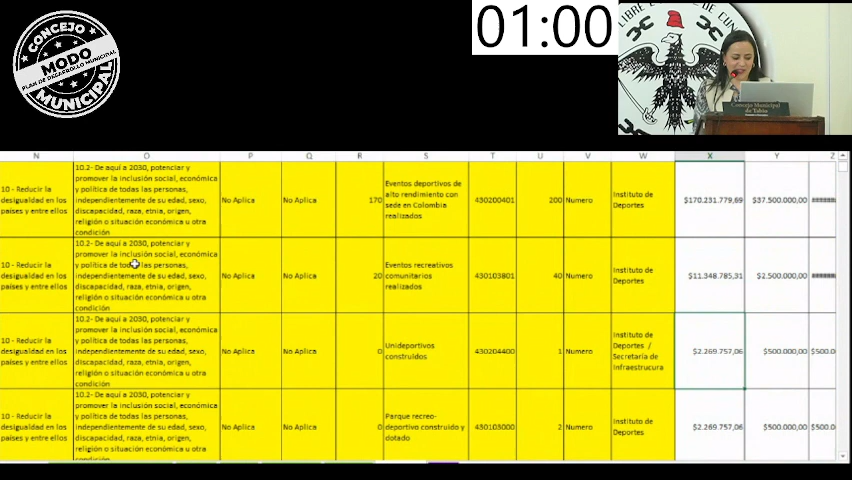 CONCEJO
MODO
PLAN DE DESARROLLO MUNICIPAL
MUNICIPAL
01:00
LIBRE
DE CUN
Concejo Municipal
de Tabio
N O P Q R S T U V W X Y Z
10 - Reducir la
desigualdad en los
países y entre ellos
10.2- De aquí a 2030, potenciar y
promover la inclusión social, económica
y política de todas las personas,
independientemente de su edad, sexo,
discapacidad, raza, etnia, origen,
religión o situación económica u otra
condición
No Aplica
No Aplica
170
Eventos deportivos de
alto rendimiento con
sede en Colombia
realizados
430200401
200
Numero
Instituto de
Deportes
$170.231.779,69
$37.500.000,00
######
10 - Reducir la
desigualdad en los
países y entre ellos
10.2- De aquí a 2030, potenciar y
promover la inclusión social, económica
y política de todas las personas,
independientemente de su edad, sexo,
discapacidad, raza, etnia, origen,
religión o situación económica u otra
condición
No Aplica
No Aplica
20
Eventos recreativos
comunitarios
realizados
430103801
40
Numero
Instituto de
Deportes
$11.348.785,31
$2.500.000,00
######
10 - Reducir la
desigualdad en los
países y entre ellos
10.2- De aquí a 2030, potenciar y
promover la inclusión social, económica
y política de todas las personas,
independientemente de su edad, sexo,
discapacidad, raza, etnia, origen,
religión o situación económica u otra
condición
No Aplica
No Aplica
0
Unideportivos
construidos
430204400
1
Numero
Instituto de
Deportes /
Secretaría de
Infraestrucura
$2.269.757,06
$500.000,00
$500.0
10 - Reducir la
desigualdad en los
países y entre ellos
10.2- De aquí a 2030, potenciar y
promover la inclusión social, económica
y política de todas las personas,
independientemente de su edad, sexo,
discapacidad, raza, etnia, origen,
religión o situación económica u otra
condición
No Aplica
No Aplica
0
Parque recreo-
deportivo construido y
dotado
430103000
2
Numero
Instituto de
Deportes
$2.269.757,06
$500.000,00
$500.0